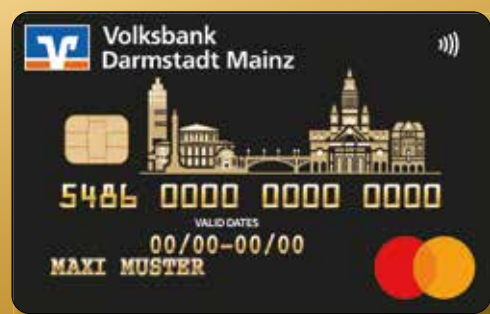 Volksbank
Darmstadt Mainz
5486 0000 0000 0000
VALID DATES
00/00-00/00
MAXI MUSTER